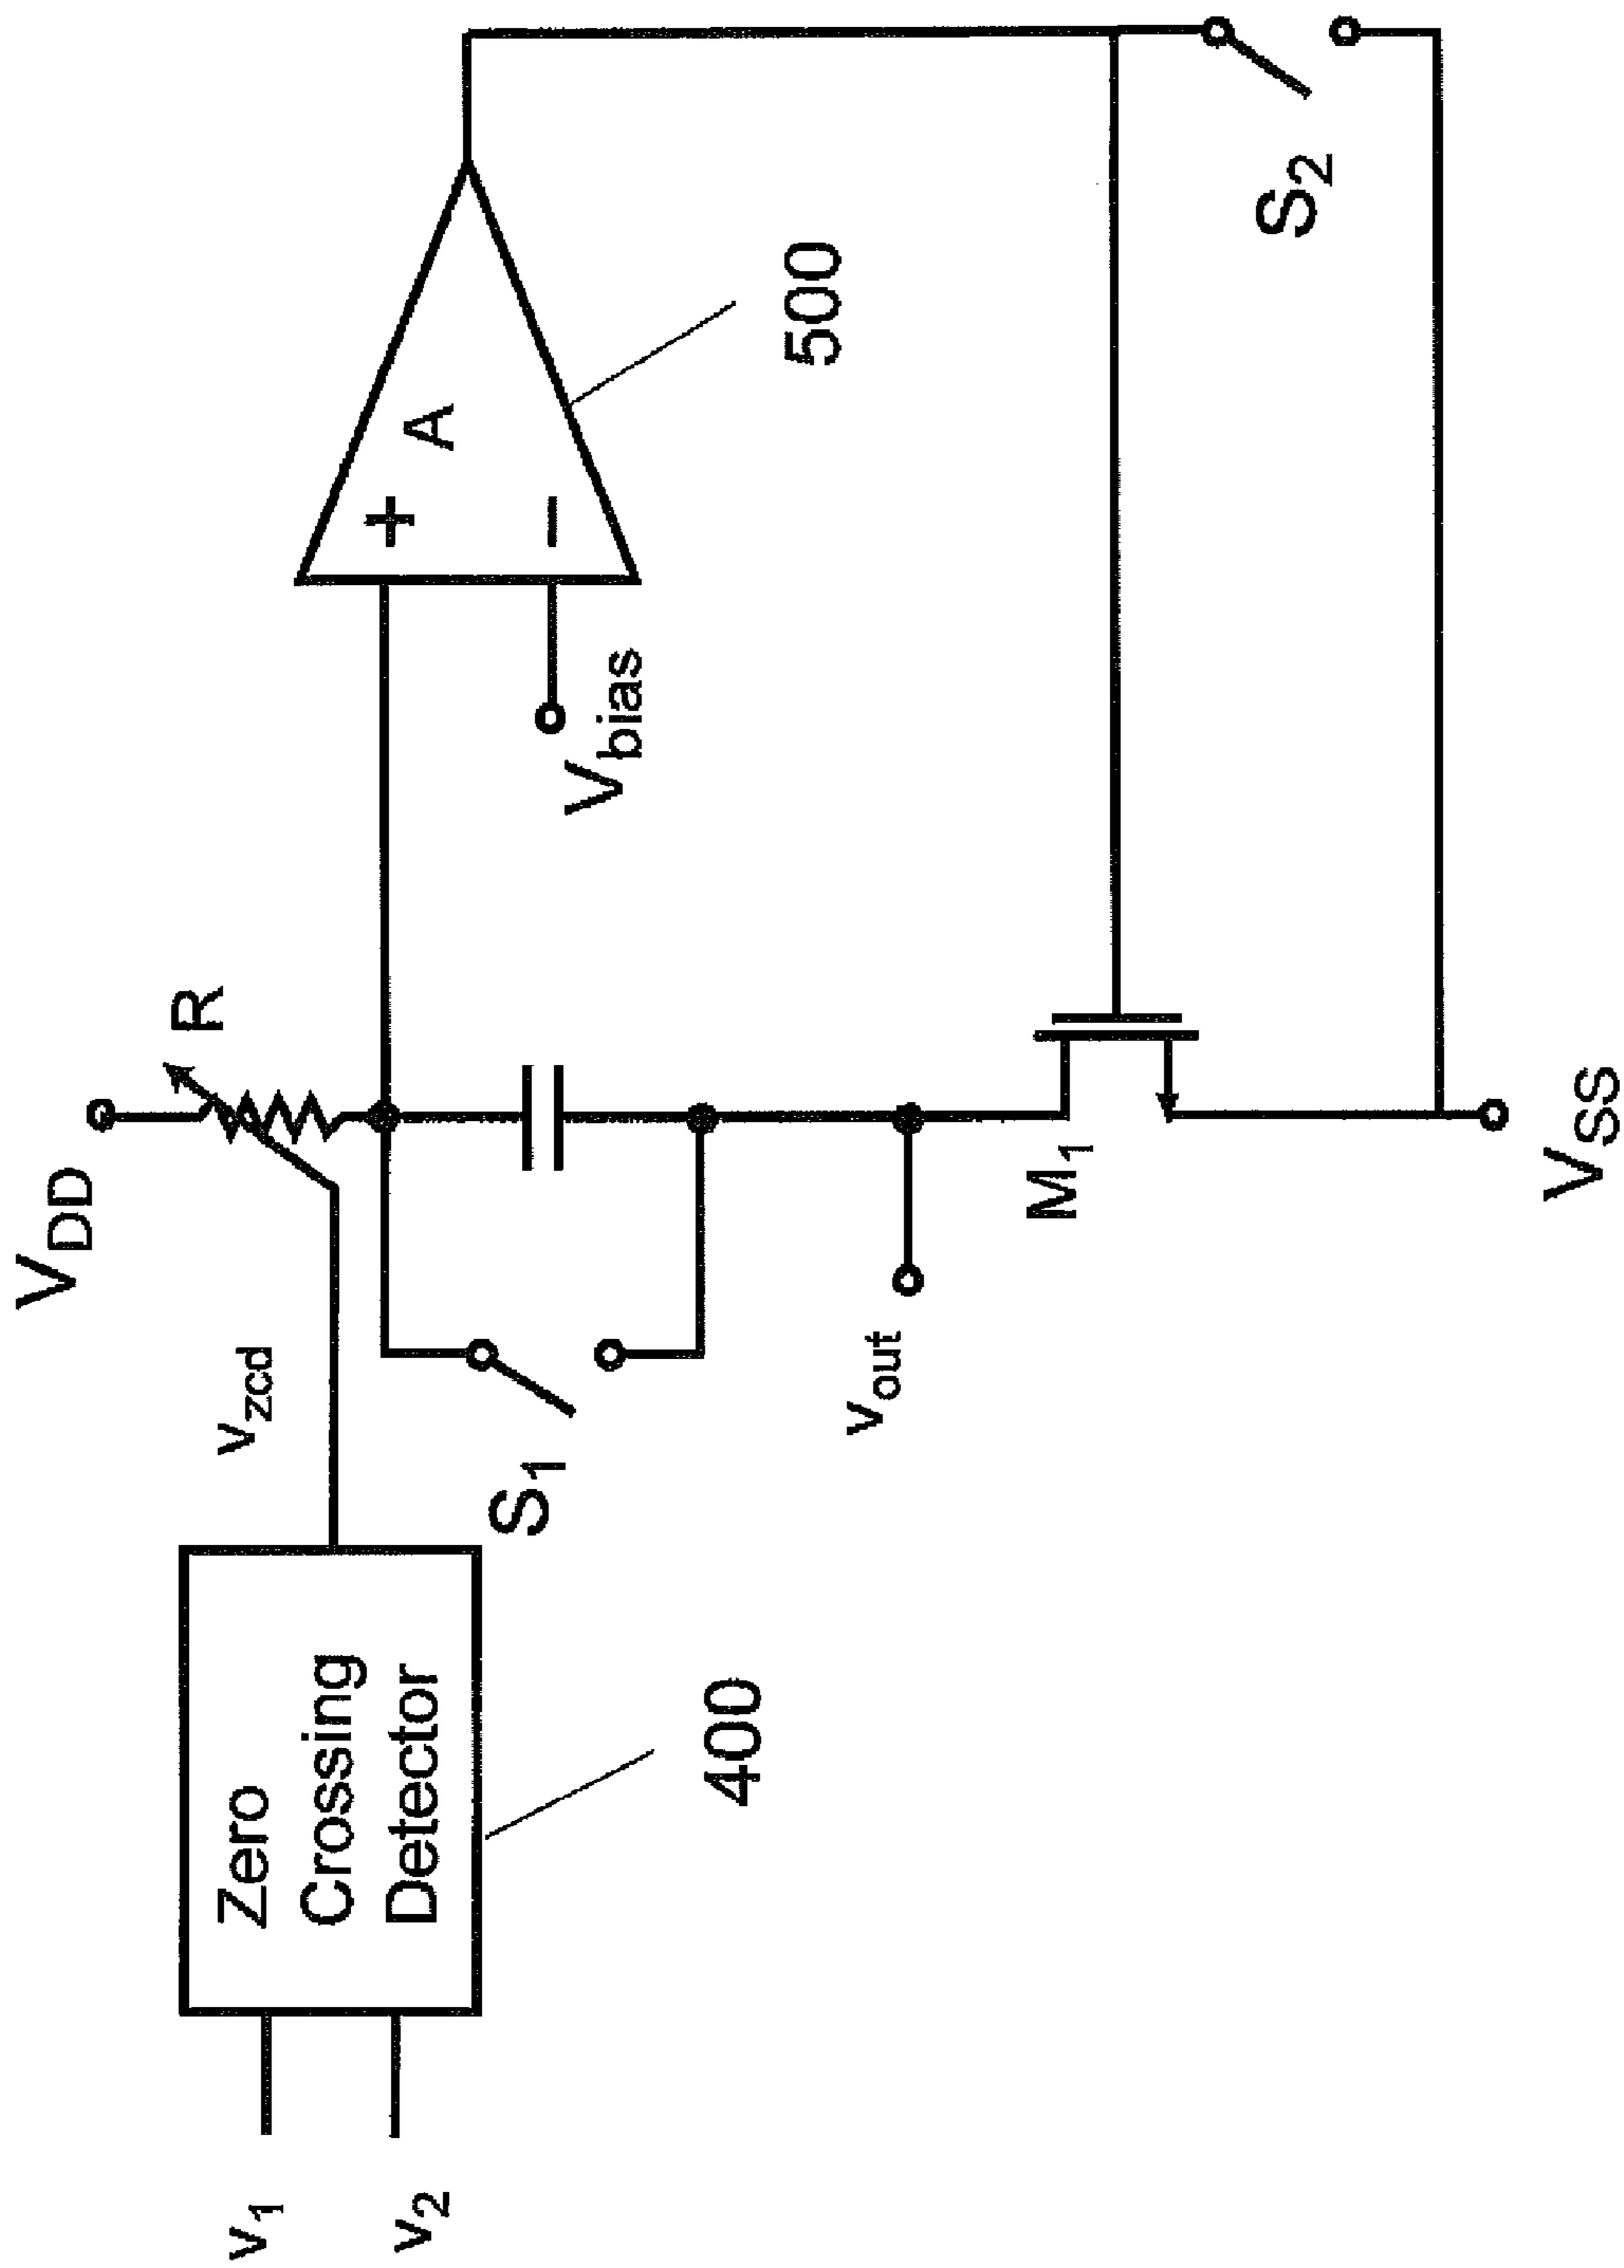 V_DD
R
v_zcd
v_1
v_2
Zero
Crossing
Detector
400
S_1
+
A
−
500
V_bias
v_out
M_1
S_2
V_SS